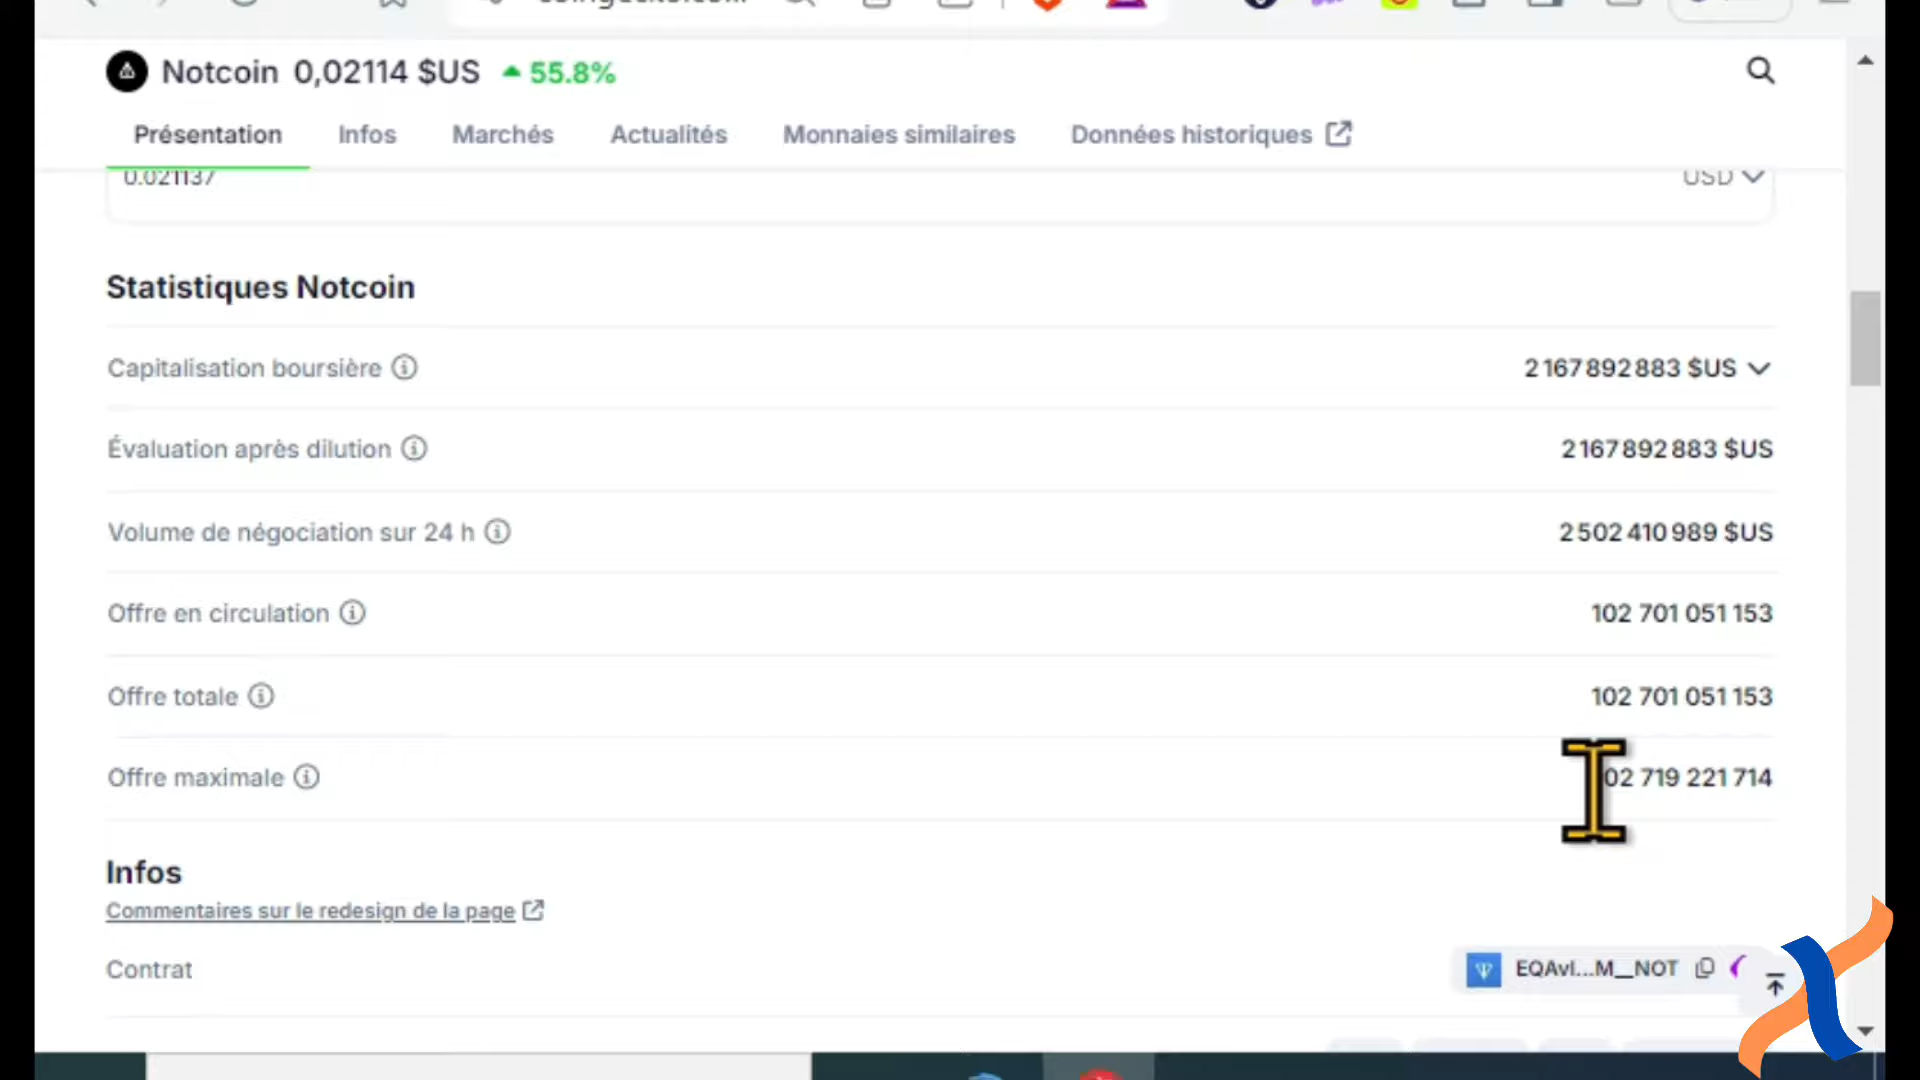 Notcoin 0,02114 $US 55.8%
Présentation Infos Marchés Actualités Monnaies similaires Données historiques
0.021137 USD
Statistiques Notcoin
Capitalisation boursière 2 167 892 883 $US
Évaluation après dilution 2 167 892 883 $US
Volume de négociation sur 24 h 2 502 410 989 $US
Offre en circulation 102 701 051 153
Offre totale 102 701 051 153
Offre maximale 02 719 221 714
Infos
Commentaires sur le redesign de la page
Contrat EQAvl...M__NOT